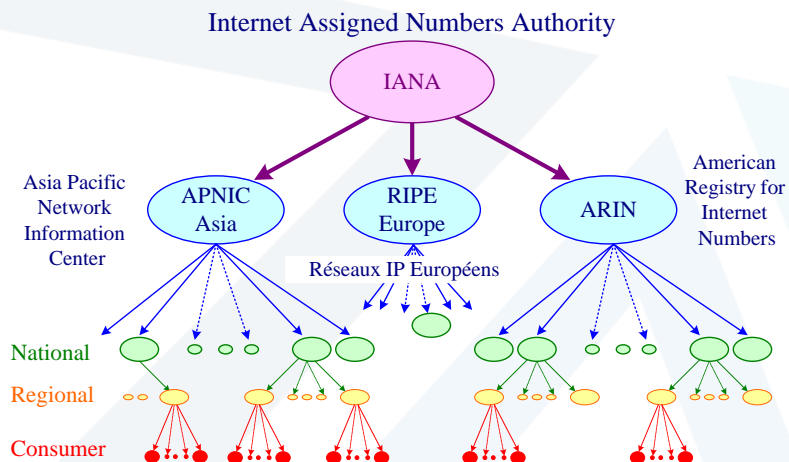 Internet Assigned Numbers Authority
IANA
Asia Pacific
Network
Information
Center
APNIC
Asia
RIPE
Europe
ARIN
American
Registry for
Internet
Numbers
Réseaux IP Européens
National
Regional
Consumer